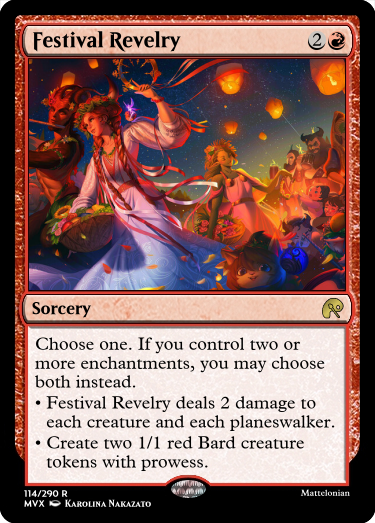 Festival Revelry 2
Sorcery
Choose one. If you control two or
more enchantments, you may choose
both instead.
• Festival Revelry deals 2 damage to
each creature and each planeswalker.
• Create two 1/1 red Bard creature
tokens with prowess.
114/290 R Mattelonian
MVX Karolina Nakazato